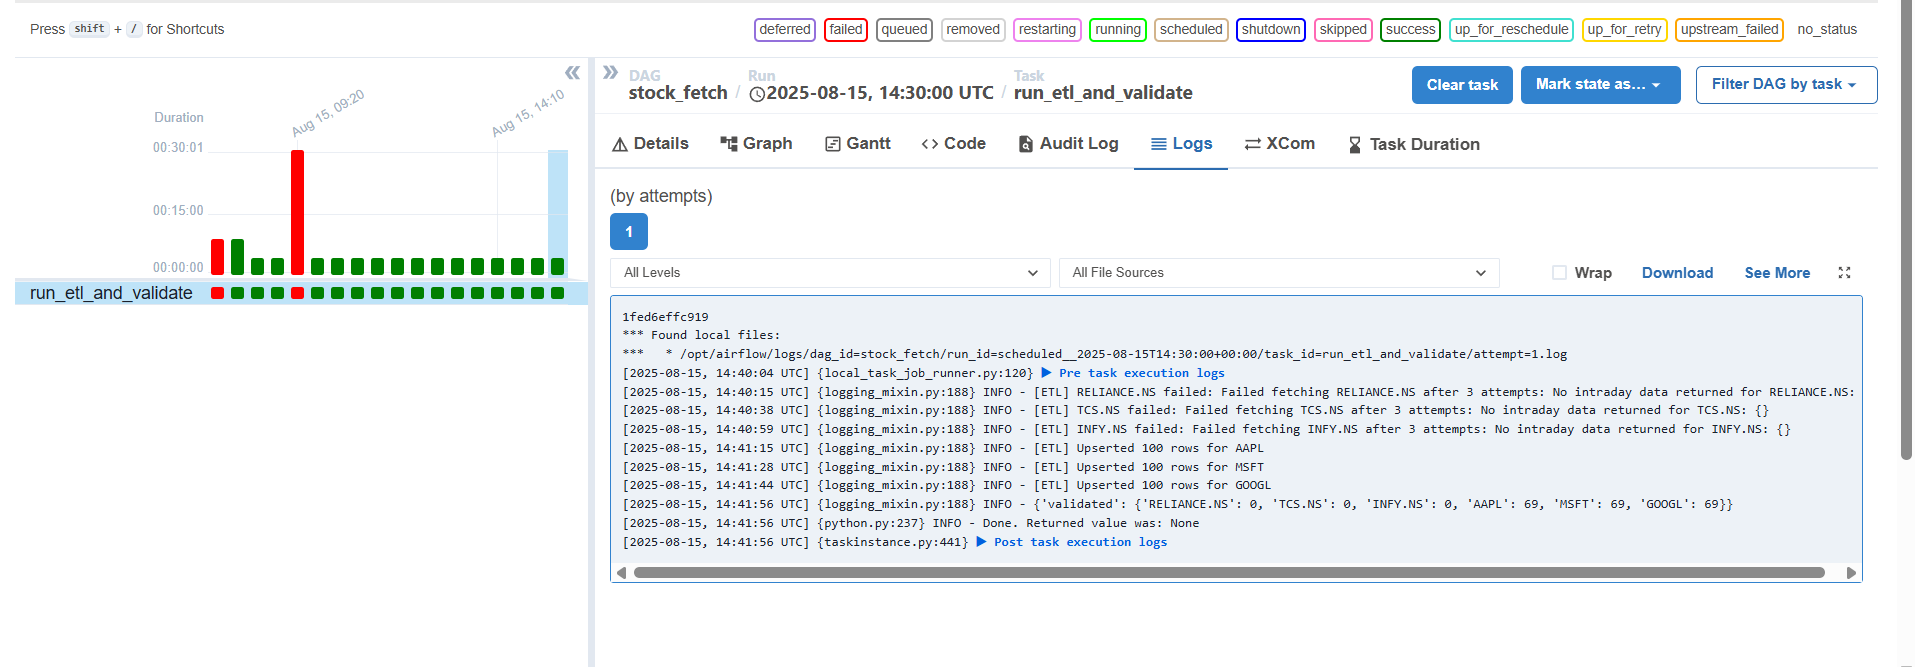 Press shift + / for Shortcuts
deferred failed queued removed restarting running scheduled shutdown skipped success up_for_reschedule up_for_retry upstream_failed no_status
DAG
stock_fetch
/
Run
2025-08-15, 14:30:00 UTC
/
Task
run_etl_and_validate
Clear task
Mark state as...
Filter DAG by task
Duration
Aug 15, 09:20
Aug 15, 14:10
00:30:01
00:15:00
00:00:00
run_etl_and_validate
Details Graph Gantt Code Audit Log Logs XCom Task Duration
(by attempts)
1
All Levels
All File Sources
Wrap Download See More
1fed6effc919
*** Found local files:
***   * /opt/airflow/logs/dag_id=stock_fetch/run_id=scheduled__2025-08-15T14:30:00+00:00/task_id=run_etl_and_validate/attempt=1.log
[2025-08-15, 14:40:04 UTC] {local_task_job_runner.py:120} ▶ Pre task execution logs
[2025-08-15, 14:40:15 UTC] {logging_mixin.py:188} INFO - [ETL] RELIANCE.NS failed: Failed fetching RELIANCE.NS after 3 attempts: No intraday data returned for RELIANCE.NS:
[2025-08-15, 14:40:38 UTC] {logging_mixin.py:188} INFO - [ETL] TCS.NS failed: Failed fetching TCS.NS after 3 attempts: No intraday data returned for TCS.NS: {}
[2025-08-15, 14:40:59 UTC] {logging_mixin.py:188} INFO - [ETL] INFY.NS failed: Failed fetching INFY.NS after 3 attempts: No intraday data returned for INFY.NS: {}
[2025-08-15, 14:41:15 UTC] {logging_mixin.py:188} INFO - [ETL] Upserted 100 rows for AAPL
[2025-08-15, 14:41:28 UTC] {logging_mixin.py:188} INFO - [ETL] Upserted 100 rows for MSFT
[2025-08-15, 14:41:44 UTC] {logging_mixin.py:188} INFO - [ETL] Upserted 100 rows for GOOGL
[2025-08-15, 14:41:56 UTC] {logging_mixin.py:188} INFO - {'validated': {'RELIANCE.NS': 0, 'TCS.NS': 0, 'INFY.NS': 0, 'AAPL': 69, 'MSFT': 69, 'GOOGL': 69}}
[2025-08-15, 14:41:56 UTC] {python.py:237} INFO - Done. Returned value was: None
[2025-08-15, 14:41:56 UTC] {taskinstance.py:441} ▶ Post task execution logs